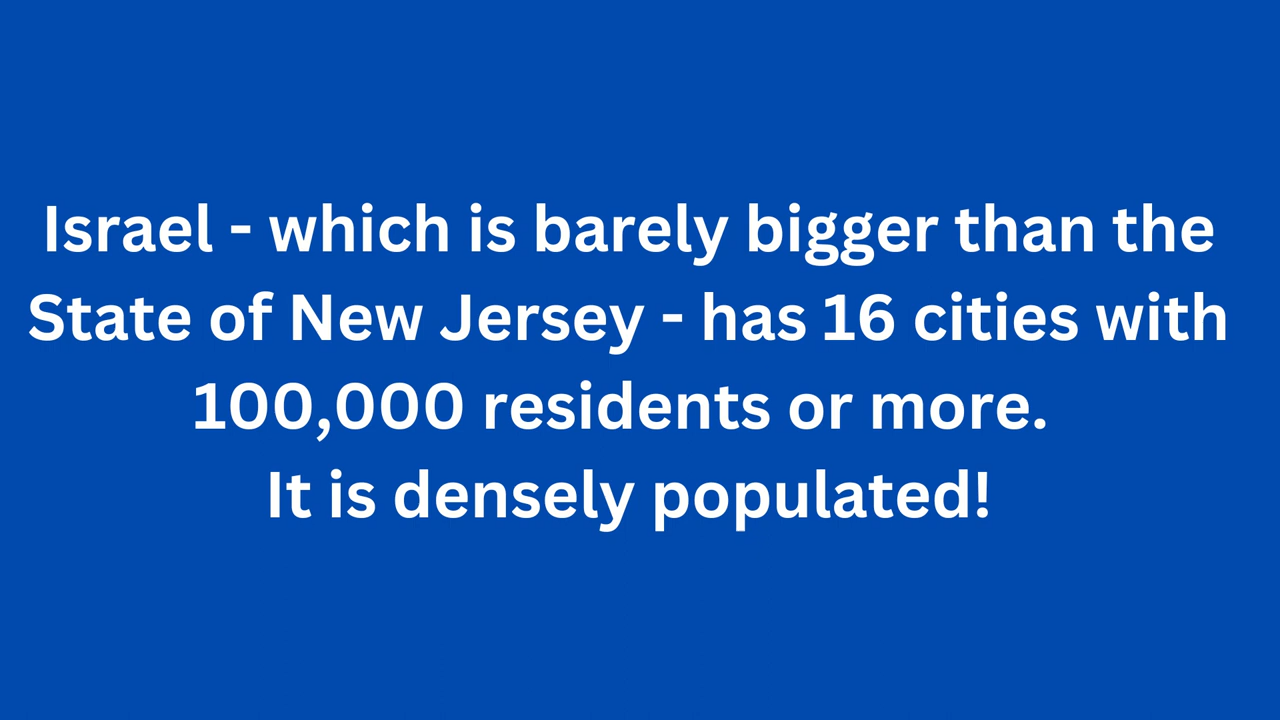 Israel - which is barely bigger than the
State of New Jersey - has 16 cities with
100,000 residents or more.
It is densely populated!